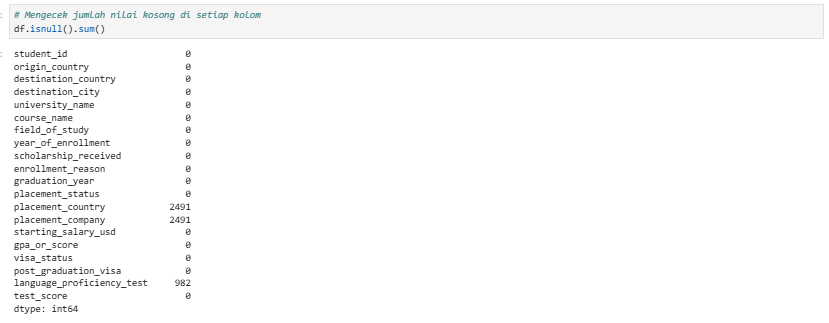 # Mengecek jumlah nilai kosong di setiap kolom
df.isnull().sum()
student_id 0
origin_country 0
destination_country 0
destination_city 0
university_name 0
course_name 0
field_of_study 0
year_of_enrollment 0
scholarship_received 0
enrollment_reason 0
graduation_year 0
placement_status 0
placement_country 2491
placement_company 2491
starting_salary_usd 0
gpa_or_score 0
visa_status 0
post_graduation_visa 0
language_proficiency_test 982
test_score 0
dtype: int64